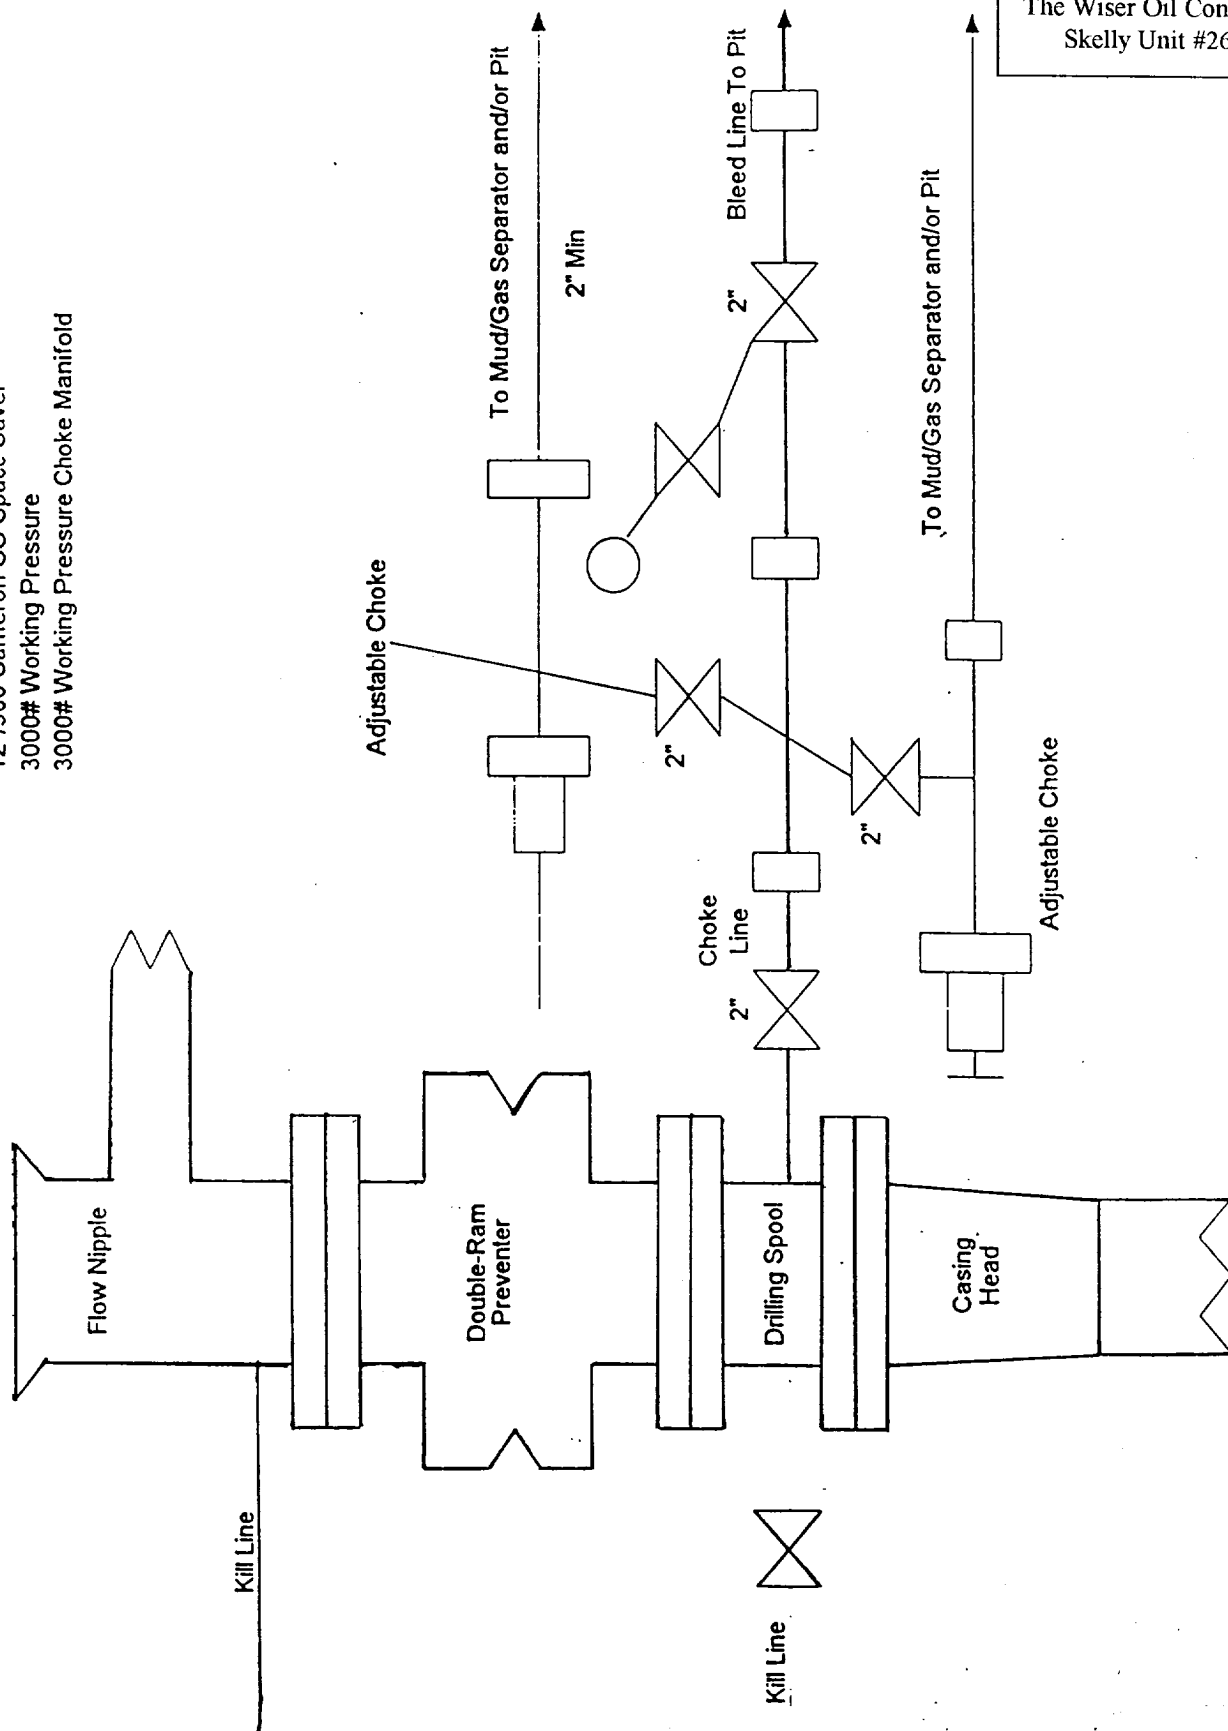 The Wiser Oil Con
Skelly Unit #26
3000# Working Pressure
3000# Working Pressure Choke Manifold
To Mud/Gas Separator and/or Pit
2" Min
Adjustable Choke
Bleed Line To Pit
2"
2"
2"
To Mud/Gas Separator and/or Pit
Choke
Line
2"
Adjustable Choke
Flow Nipple
Double-Ram
Preventer
Drilling Spool
Casing
Head
Kill Line
Kill Line